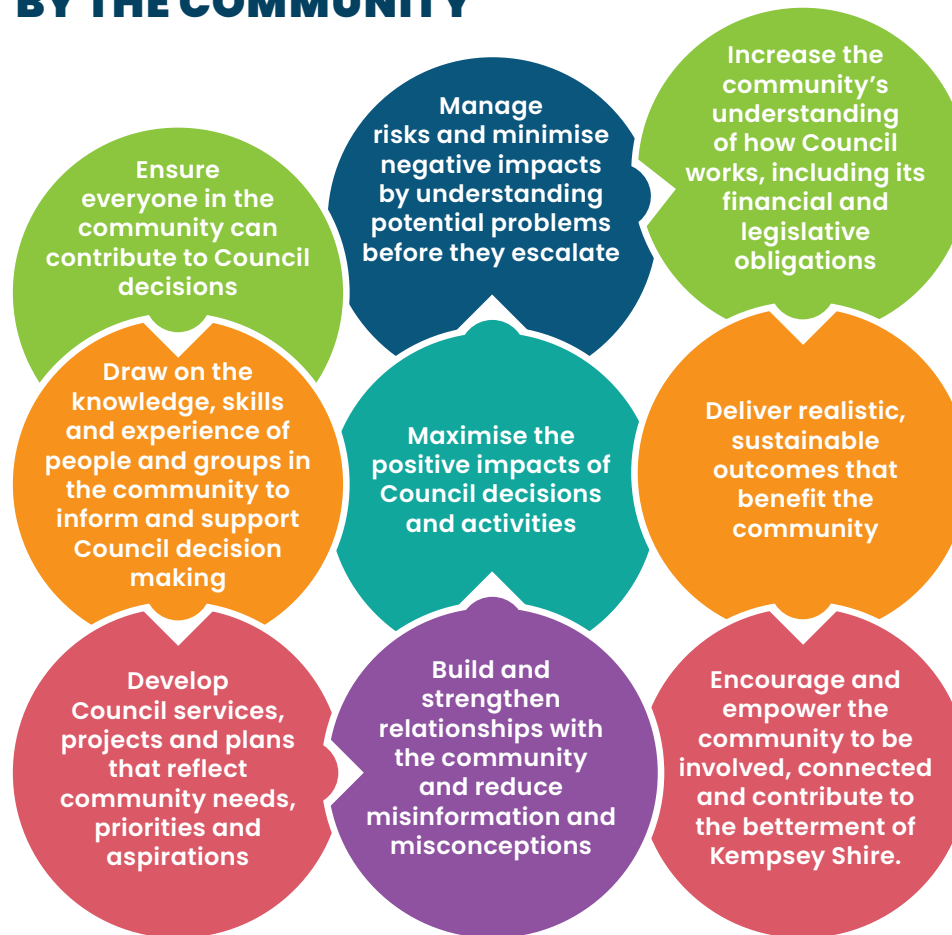 BY THE COMMUNITY
Ensure
everyone in the
community can
contribute to Council
decisions
Draw on the
knowledge, skills
and experience of
people and groups in
the community to
inform and support
Council decision
making
Develop
Council services,
projects and plans
that reflect
community needs,
priorities and
aspirations
Build and
strengthen
relationships with
the community
and reduce
misinformation and
misconceptions
Maximise the
positive impacts of
Council decisions
and activities
Manage
risks and minimise
negative impacts
by understanding
potential problems
before they escalate
Increase the
community's
understanding
of how Council
works, including its
financial and
legislative
obligations
Deliver realistic,
sustainable
outcomes that
benefit the
community
Encourage and
empower the
community to be
involved, connected
and contribute to
the betterment of
Kempsey Shire.